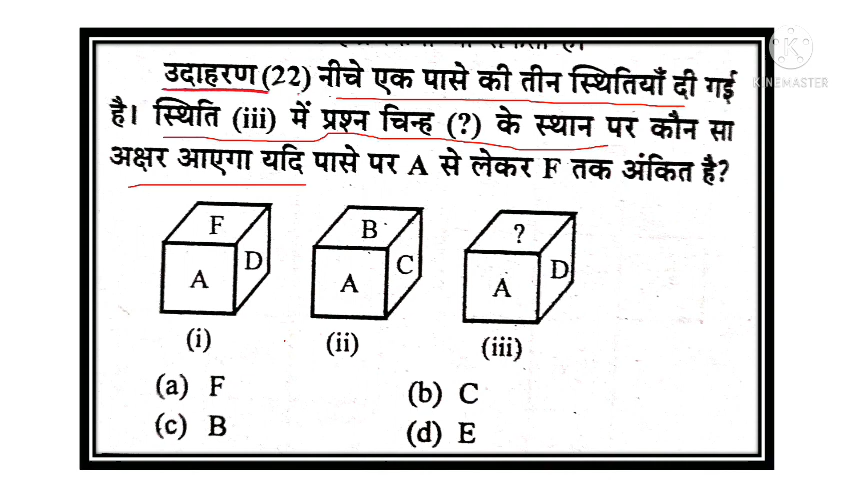 उदाहरण (22) नीचे एक पासे की तीन स्थितियाँ दी गई
है। स्थिति (iii) में प्रश्न चिन्ह (?) के स्थान पर कौन सा
अक्षर आएगा यदि पासे पर A से लेकर F तक अंकित है?
F
A D
B
A C
?
A D
(i) (ii) (iii)
(a) F (b) C
(c) B (d) E
KINEMASTER